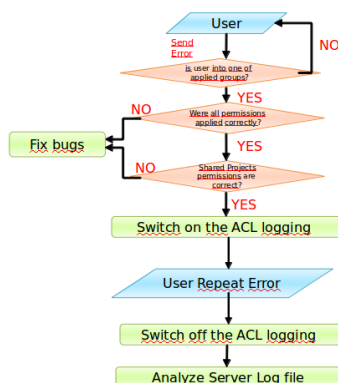 User
Send
Error
NO
is user into one of
applied groups?
YES
NO
Were all permissions
applied correctly?
Fix bugs
YES
NO
Shared Projects
permissions are
correct?
YES
Switch on the ACL logging
User Repeat Error
Switch off the ACL logging
Analyze Server Log file